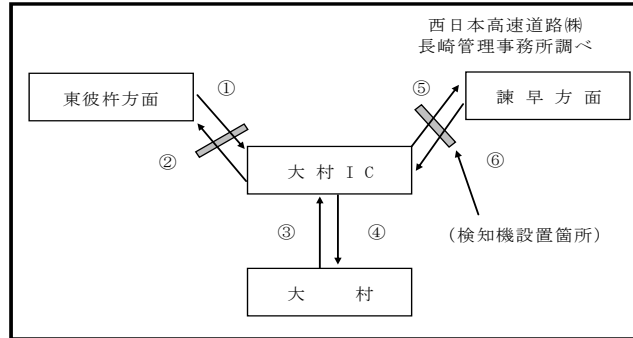 西日本高速道路㈱
長崎管理事務所調べ
①
⑤
東彼杵方面
諫早方面
②
⑥
大村IC
③
④
(検知機設置箇所)
大村